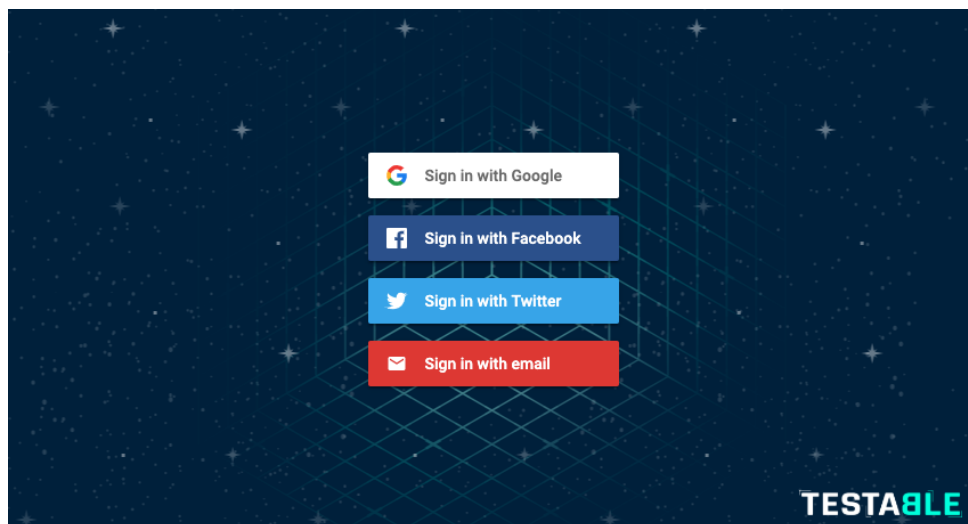 Sign in with Google
Sign in with Facebook
Sign in with Twitter
Sign in with email
TESTABLE